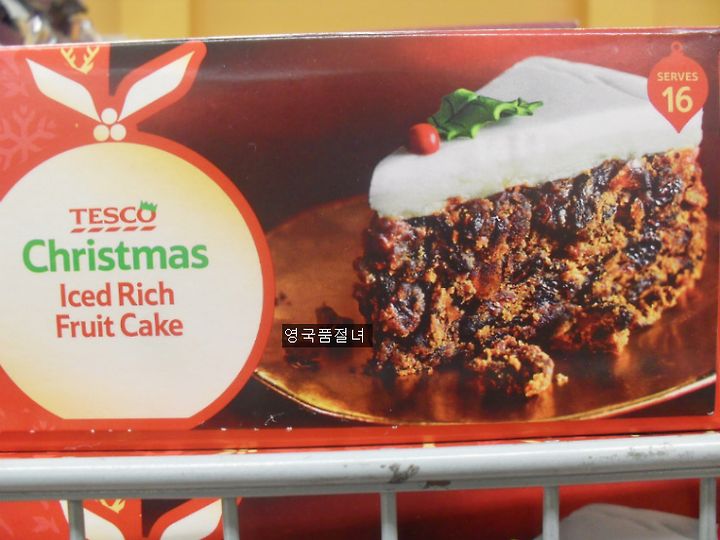 TESCO
Christmas
Iced Rich
Fruit Cake
SERVES
16
영국품절녀